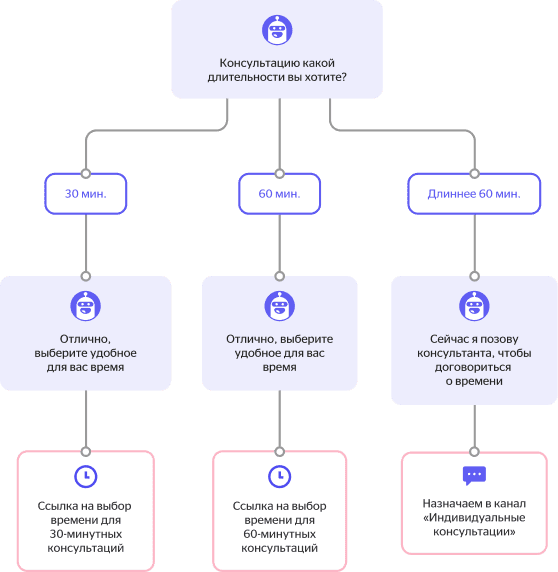 Консультацию какой
длительности вы хотите?
30 мин.
60 мин.
Длиннее 60 мин.
Отлично,
выберите удобное
для вас время
Отлично, выберите
удобное для вас
время
Сейчас я позову
консультанта, чтобы
договориться
о времени
Ссылка на выбор
времени для
30-минутных
консультаций
Ссылка на выбор
времени для
60-минутных
консультаций
Назначаем в канал
«Индивидуальные
консультации»